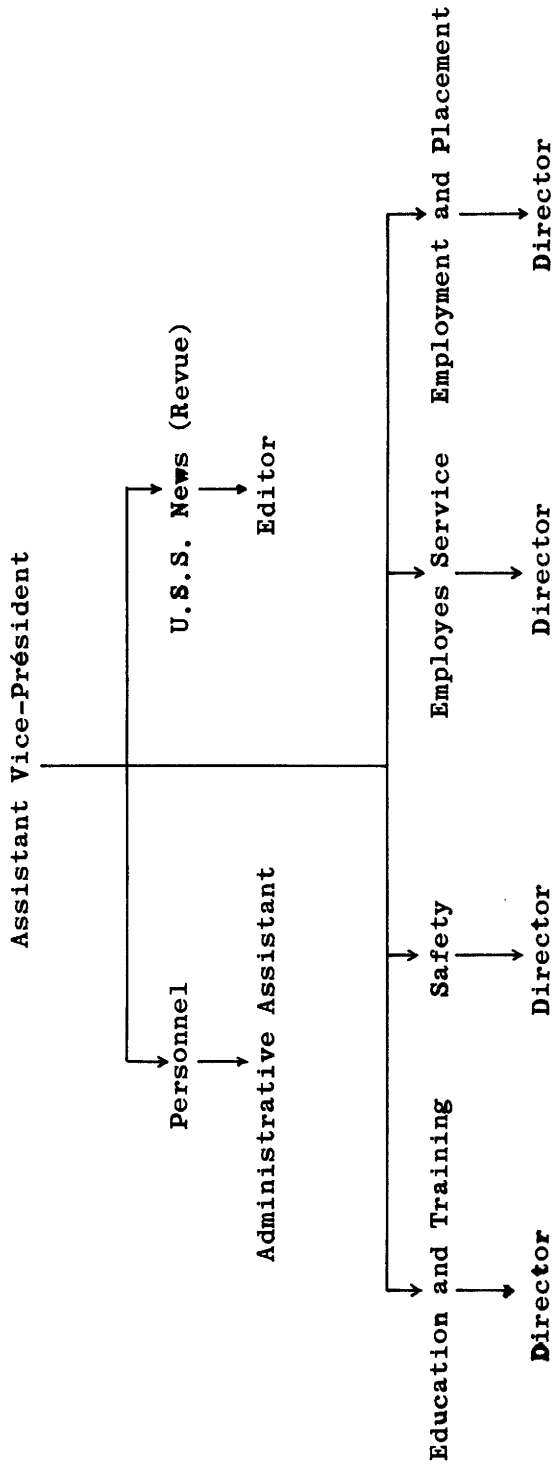 Assistant Vice-Président
Personnel
U.S.S. News (Revue)
Administrative Assistant
Editor
Education and Training
Safety
Employes Service
Employment and Placement
Director
Director
Director
Director